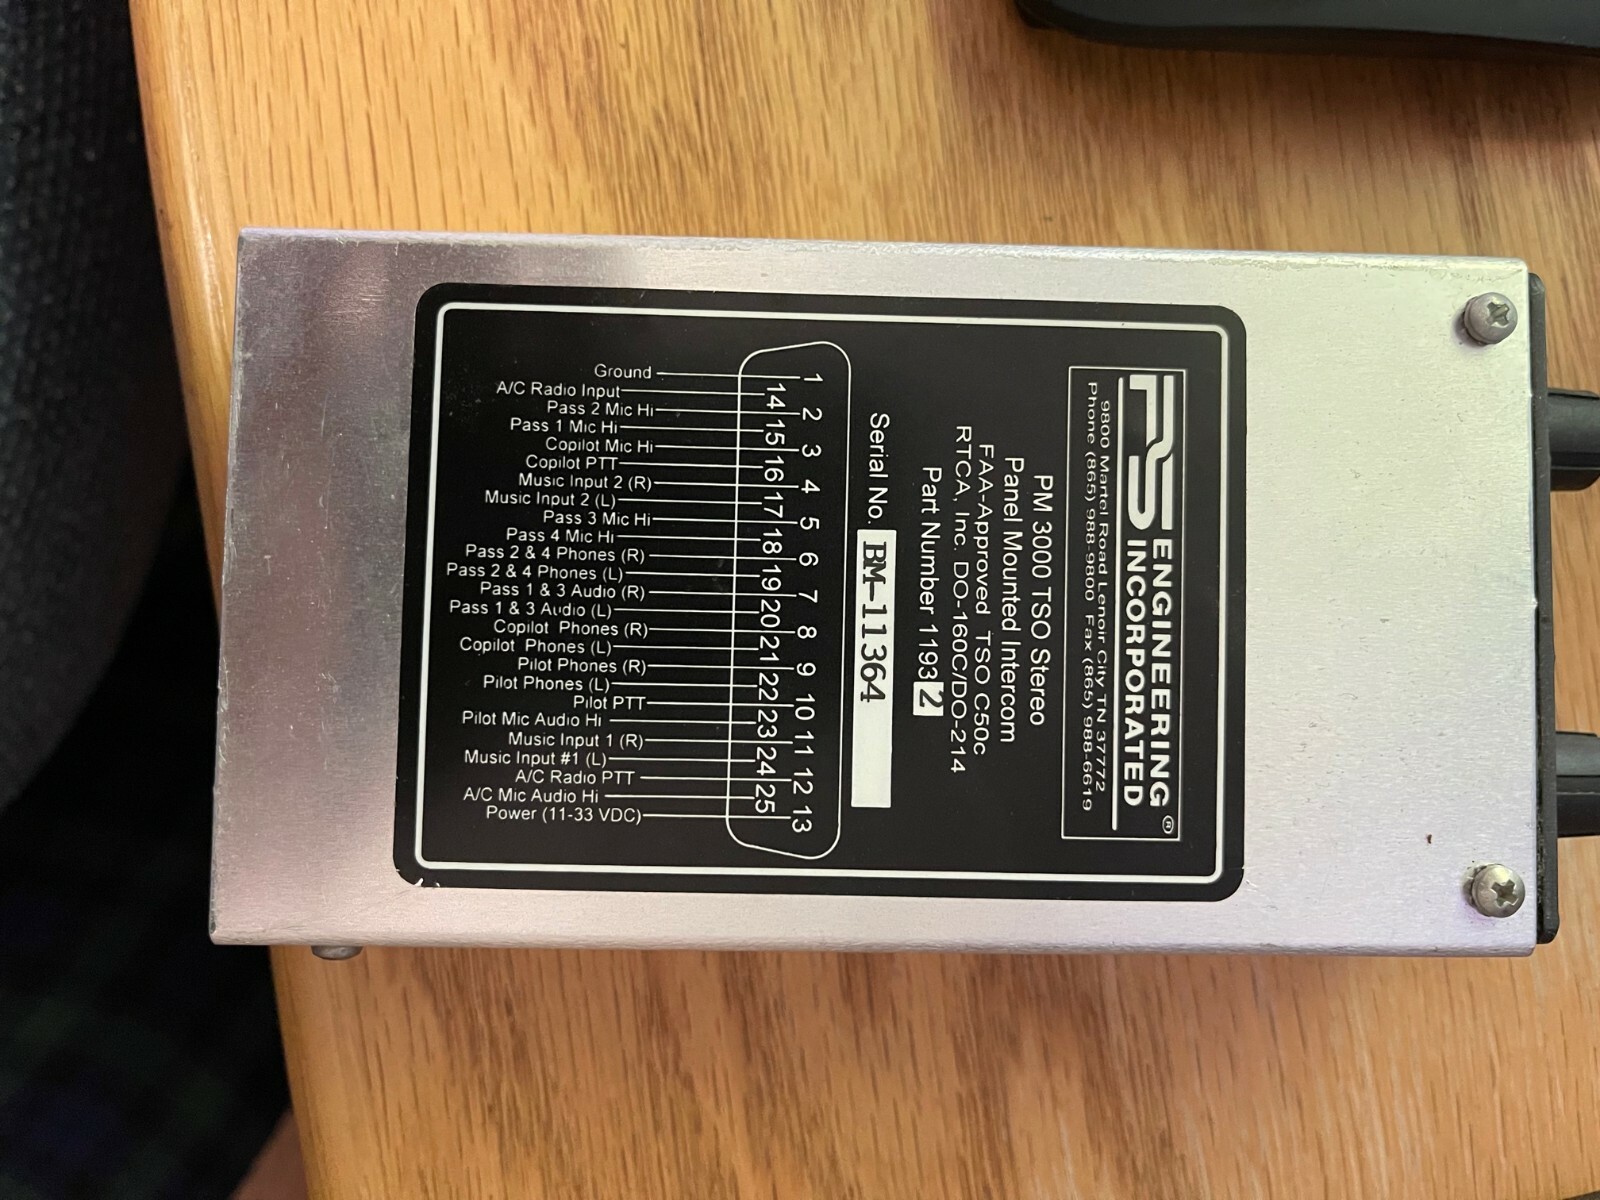 PS ENGINEERING ®
INCORPORATED
9800 Martel Road Lenoir City, TN 37772
Phone (865) 988-9800 Fax (865) 988-6619
PM 3000 TSO Stereo
Panel Mounted Intercom
FAA-Approved TSO C50c
RTCA, Inc. DO-160C/DO-214
Part Number 11932
Serial No. BM-11364
1 2 3 4 5 6 7 8 9 10 11 12 13
14 15 16 17 18 19 20 21 22 23 24 25
Ground
A/C Radio Input
Pass 2 Mic Hi
Pass 1 Mic Hi
Copilot Mic Hi
Copilot PTT
Music Input 2 (R)
Music Input 2 (L)
Pass 3 Mic Hi
Pass 4 Mic Hi
Pass 2 & 4 Phones (R)
Pass 2 & 4 Phones (L)
Pass 1 & 3 Audio (R)
Pass 1 & 3 Audio (L)
Copilot Phones (R)
Copilot Phones (L)
Pilot Phones (R)
Pilot Phones (L)
Pilot PTT
Pilot Mic Audio Hi
Music Input 1 (R)
Music Input #1 (L)
A/C Radio PTT
A/C Mic Audio Hi
Power (11-33 VDC)